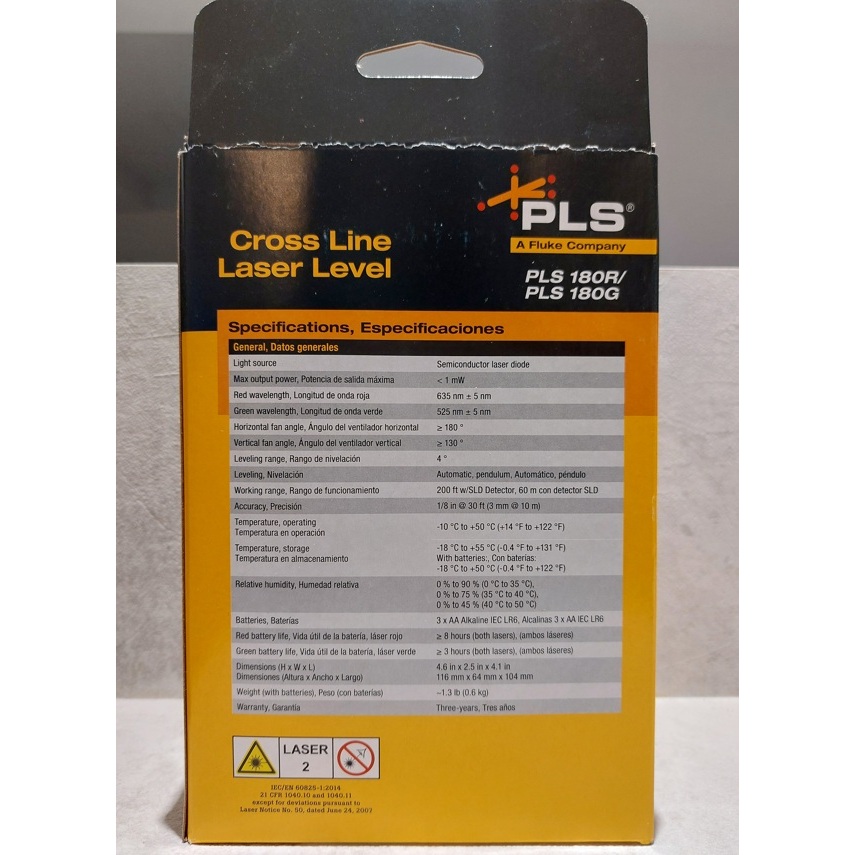 PLS®
A Fluke Company
Cross Line
Laser Level
PLS 180R/
PLS 180G
Specifications, Especificaciones
General, Datos generales
Light source Semiconductor laser diode
Max output power, Potencia de salida máxima < 1 mW
Red wavelength, Longitud de onda roja 635 nm ± 5 nm
Green wavelength, Longitud de onda verde 525 nm ± 5 nm
Horizontal fan angle, Ángulo del ventilador horizontal ≥ 180 °
Vertical fan angle, Ángulo del ventilador vertical ≥ 130 °
Leveling range, Rango de nivelación 4 °
Leveling, Nivelación Automatic, pendulum, Automático, péndulo
Working range, Rango de funcionamiento 200 ft w/SLD Detector, 60 m con detector SLD
Accuracy, Precisión 1/8 in @ 30 ft (3 mm @ 10 m)
Temperature, operating
Temperatura en operación
-10 °C to +50 °C (+14 °F to +122 °F)
Temperature, storage
Temperatura en almacenamiento
-18 °C to +55 °C (-0.4 °F to +131 °F)
With batteries:, Con baterías:
-18 °C to +50 °C (-0.4 °F to +122 °F)
Relative humidity, Humedad relativa 0 % to 90 % (0 °C to 35 °C),
0 % to 75 % (35 °C to 40 °C),
0 % to 45 % (40 °C to 50 °C)
Batteries, Baterías 3 x AA Alkaline IEC LR6, Alcalinas 3 x AA IEC LR6
Red battery life, Vida útil de la batería, láser rojo ≥ 8 hours (both lasers), (ambos láseres)
Green battery life, Vida útil de la batería, láser verde ≥ 3 hours (both lasers), (ambos láseres)
Dimensions (H x W x L)
Dimensiones (Altura x Ancho x Largo)
4.6 in x 2.5 in x 4.1 in
116 mm x 64 mm x 104 mm
Weight (with batteries), Peso (con baterías) ~1.3 lb (0.6 kg)
Warranty, Garantía Three-years, Tres años
LASER
2
IEC/EN 60825-1:2014
21 CFR 1040.10 and 1040.11
except for deviations pursuant to
Laser Notice No. 50, dated June 24, 2007